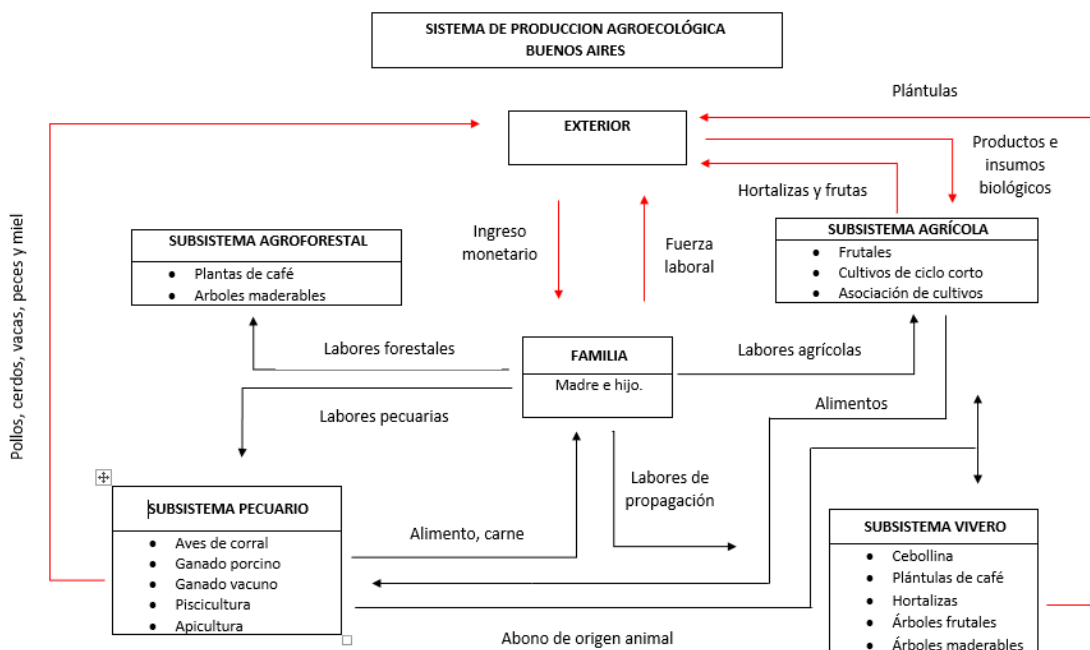 SISTEMA DE PRODUCCION AGROECOLÓGICA
BUENOS AIRES
Plántulas
EXTERIOR
Productos e
insumos
biológicos
Hortalizas y frutas
Ingreso
monetario
Fuerza
laboral
SUBSISTEMA AGROFORESTAL
Plantas de café
Arboles maderables
SUBSISTEMA AGRÍCOLA
Frutales
Cultivos de ciclo corto
Asociación de cultivos
Pollos, cerdos, vacas, peces y miel
Labores forestales
FAMILIA
Madre e hijo.
Labores agrícolas
Labores pecuarias
Alimentos
Labores de
propagación
SUBSISTEMA PECUARIO
Aves de corral
Ganado porcino
Ganado vacuno
Piscicultura
Apicultura
Alimento, carne
SUBSISTEMA VIVERO
Cebollina
Plántulas de café
Hortalizas
Árboles frutales
Árboles maderables
Abono de origen animal